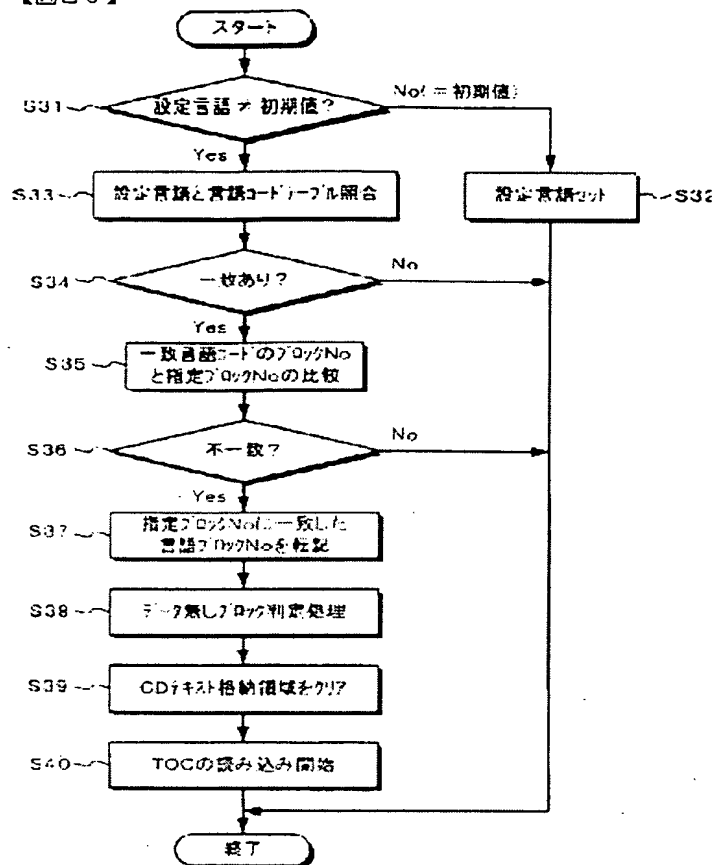 スタート
S31
設定言語 ≠ 初期値?
No(=初期値)
Yes
S33
設定言語と言語コードテーブル照合
設定言語セット
S32
S34
一致あり?
No
Yes
S35
一致言語コードのブロックNo
と指定ブロックNoの比較
S36
不一致?
No
Yes
S37
指定ブロックNoに一致した
言語ブロックNoを転記
S38
データ無しブロック判定処理
S39
CDテキスト格納領域をクリア
S40
TOCの読み込み開始
終了